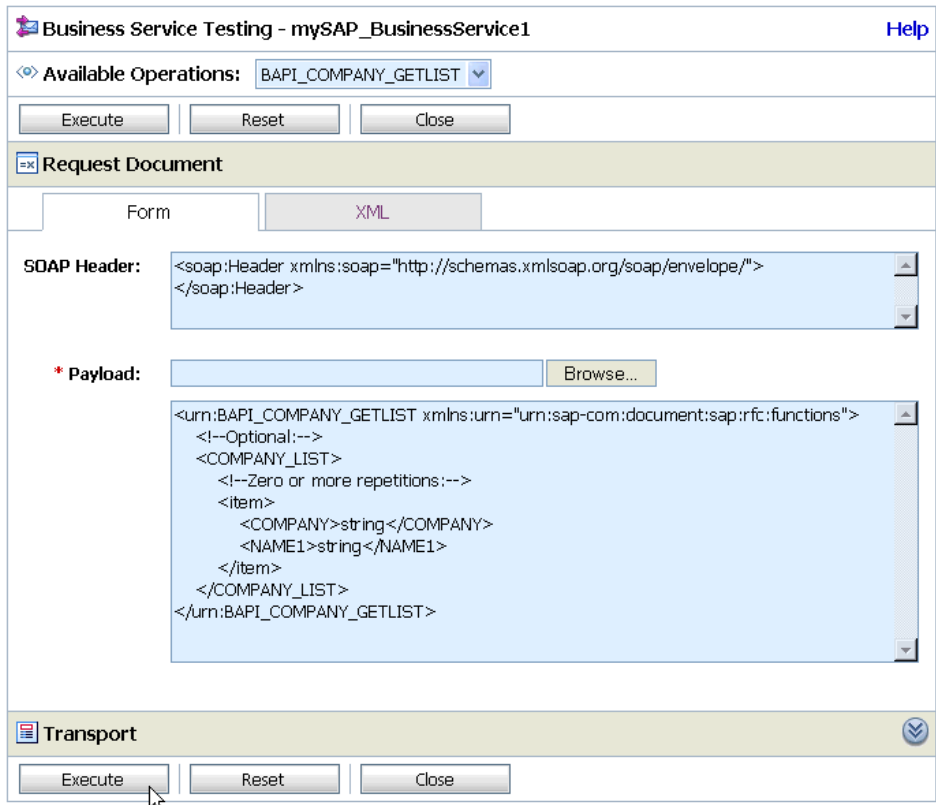 Business Service Testing - mySAP_BusinessService1 Help
Available Operations: BAPI_COMPANY_GETLIST
Execute Reset Close
Request Document
Form XML
SOAP Header: <soap:Header xmlns:soap="http://schemas.xmlsoap.org/soap/envelope/">
</soap:Header>
* Payload: Browse...
<urn:BAPI_COMPANY_GETLIST xmlns:urn="urn:sap-com:document:sap:rfc:functions">
<!--Optional:-->
<COMPANY_LIST>
<!--Zero or more repetitions:-->
<item>
<COMPANY>string</COMPANY>
<NAME1>string</NAME1>
</item>
</COMPANY_LIST>
</urn:BAPI_COMPANY_GETLIST>
Transport
Execute Reset Close